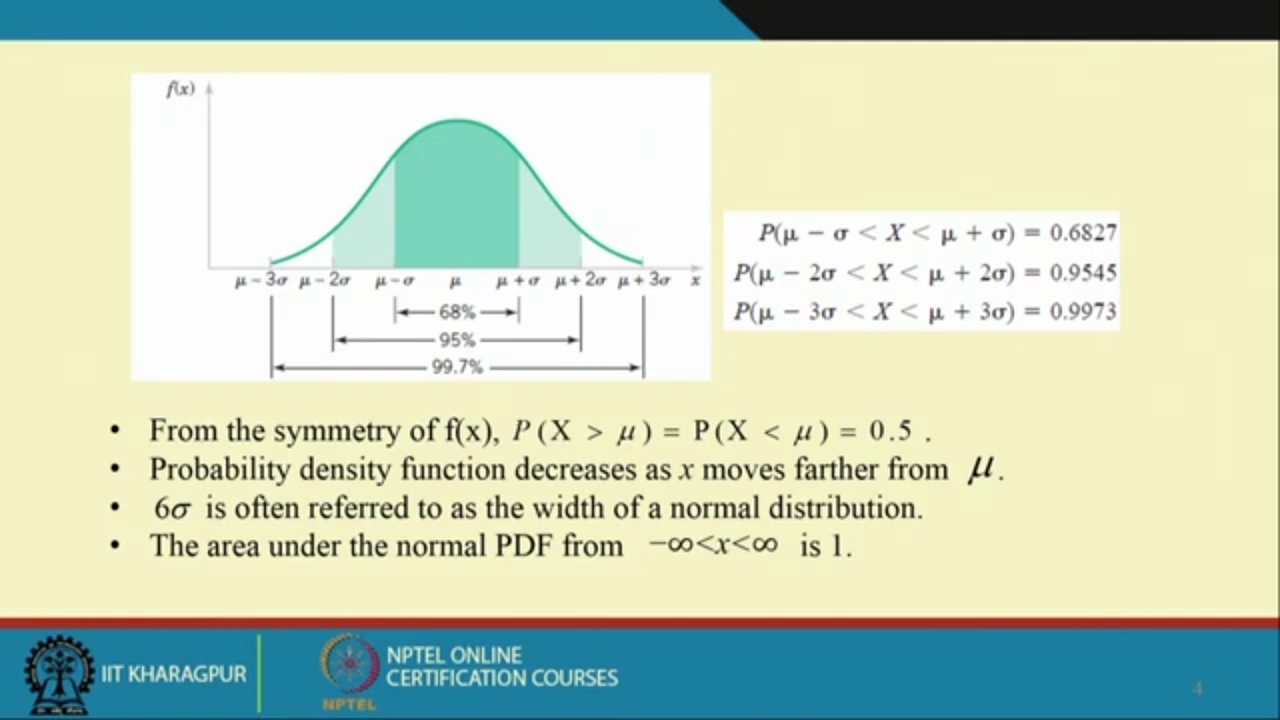 f(x)
μ – 3σ μ – 2σ μ – σ μ μ + σ μ + 2σ μ + 3σ x
68%
95%
99.7%
P(μ − σ < X < μ + σ) = 0.6827
P(μ − 2σ < X < μ + 2σ) = 0.9545
P(μ − 3σ < X < μ + 3σ) = 0.9973
• From the symmetry of f(x), P(X > μ) = P(X < μ) = 0.5 .
• Probability density function decreases as x moves farther from μ.
• 6σ is often referred to as the width of a normal distribution.
• The area under the normal PDF from −∞<x<∞ is 1.
IIT KHARAGPUR
NPTEL
NPTEL ONLINE
CERTIFICATION COURSES
4